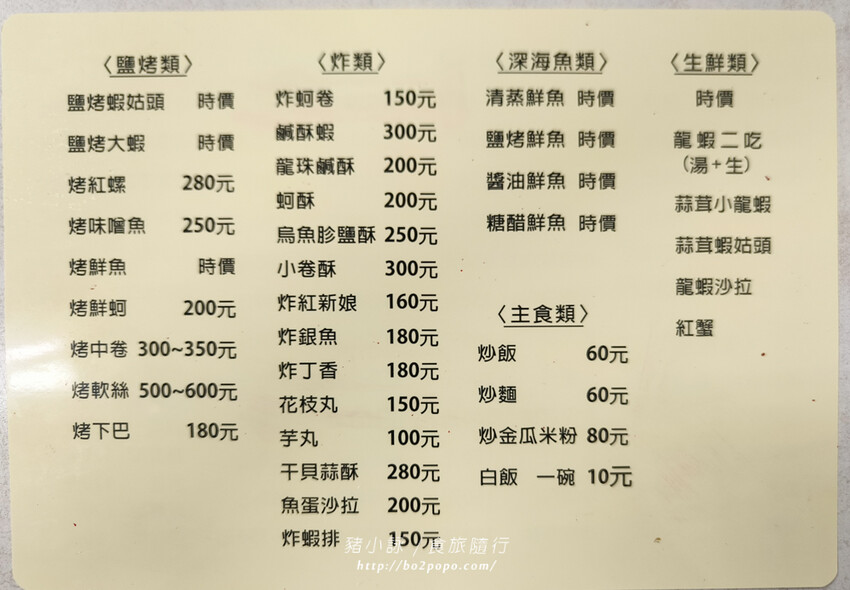 〈鹽烤類〉
鹽烤蝦姑頭 時價
鹽烤大蝦 時價
烤紅螺 280元
烤味噌魚 250元
烤鮮魚 時價
烤鮮蚵 200元
烤中卷 300~350元
烤軟絲 500~600元
烤下巴 180元
〈炸類〉
炸蚵卷 150元
鹹酥蝦 300元
龍珠鹹酥 200元
蚵酥 200元
烏魚胗鹽酥 250元
小卷酥 300元
炸紅新娘 160元
炸銀魚 180元
炸丁香 180元
花枝丸 150元
芋丸 100元
干貝蒜酥 280元
魚蛋沙拉 200元
炸蝦排 150元
〈深海魚類〉
清蒸鮮魚 時價
鹽烤鮮魚 時價
醬油鮮魚 時價
糖醋鮮魚 時價
〈主食類〉
炒飯 60元
炒麵 60元
炒金瓜米粉 80元
白飯 一碗 10元
〈生鮮類〉
時價
龍蝦二吃
(湯+生)
蒜茸小龍蝦
蒜茸蝦姑頭
龍蝦沙拉
紅蟹
豬小詠/食旅隨行
http://bo2popo.com/